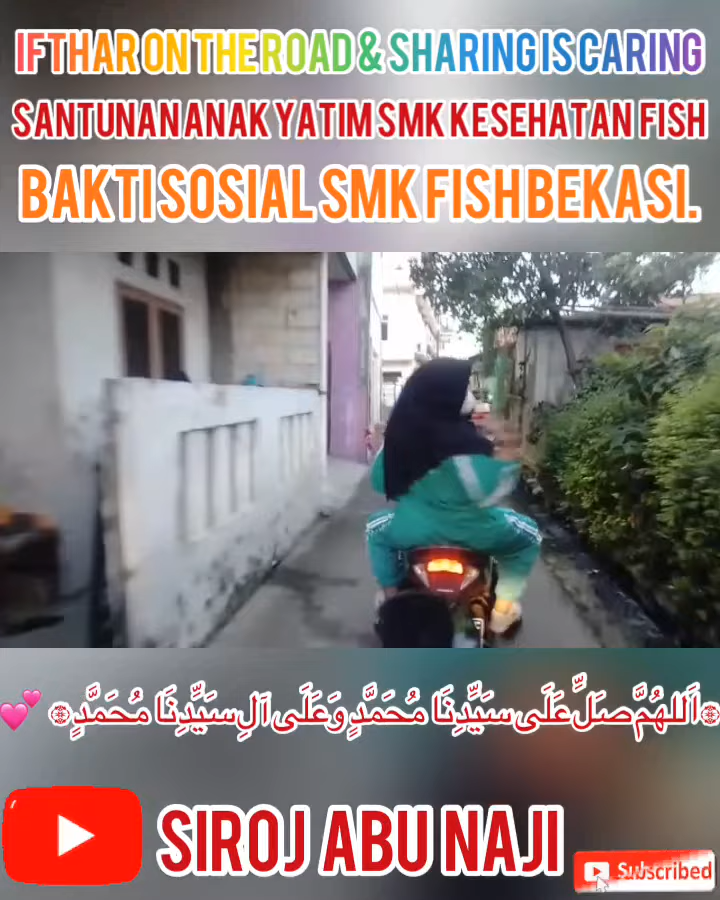 IFTHAR ON THE ROAD & SHARING IS CARING
SANTUNAN ANAK YATIM SMK KESEHATAN FISH
BAKTI SOSIAL SMK FISH BEKASI.
۞اَللهُمَّ صَلِّ عَلَى سَيِّدِنَا مُحَمَّدٍ وَعَلَى اَلِ سَيِّدِنَا مُحَمَّدٍ۞ 💕
SIROJ ABU NAJI
Subscribed